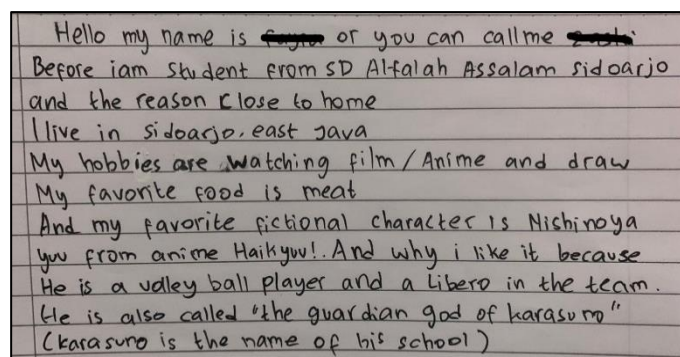 Hello my name is or you can call me
Before iam student from SD Alfalah Assalam sidoarjo
and the reason close to home
I live in sidoarjo, east java
My hobbies are watching film / Anime and draw
My favorite food is meat
And my favorite fictional character is Nishinoya
yuu from anime Haikyuu!. And why i like it because
He is a volley ball player and a Libero in the team.
He is also called "the guardian god of karasuno"
(karasuno is the name of his school)